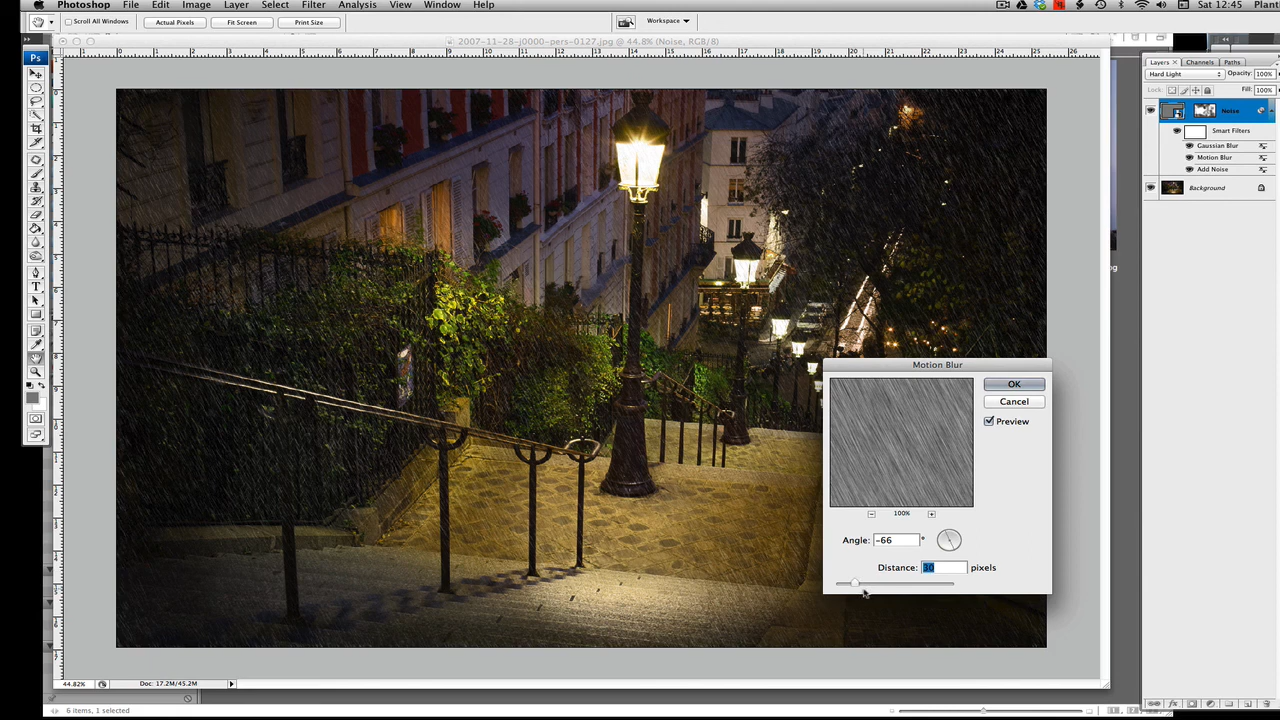 Photoshop File Edit Image Layer Select Filter Analysis View Window Help Sat 12:45 Plant
Scroll All Windows Actual Pixels Fit Screen Print Size Workspace
2007-11-28-j0000-pers-0127.jpg @ 44.8% (Noise, RGB/8)
Ps
Layers x Channels Paths
Hard Light Opacity: 100%
Lock: Fill: 100%
Noise
Smart Filters
Gaussian Blur
Motion Blur
Add Noise
Background
Motion Blur
OK
Cancel
Preview
100%
Angle: -66 °
Distance: 30 pixels
44.82% Doc: 17.2M/45.2M
6 items, 1 selected